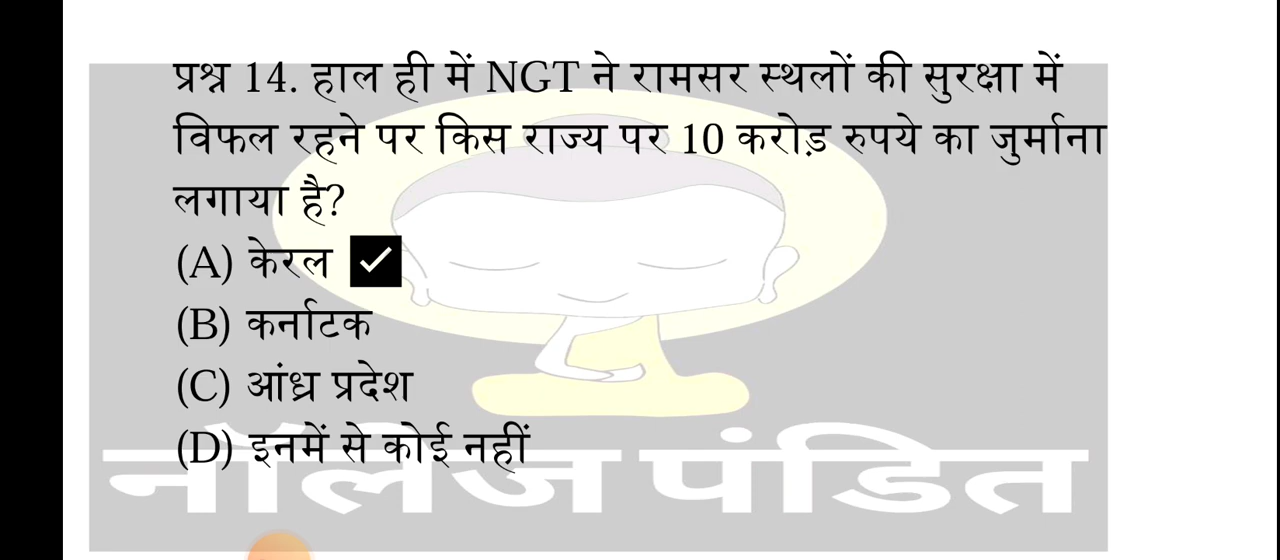 प्रश्न 14. हाल ही में NGT ने रामसर स्थलों की सुरक्षा में
विफल रहने पर किस राज्य पर 10 करोड़ रुपये का जुर्माना
लगाया है?
(A) केरल ✓
(B) कर्नाटक
(C) आंध्र प्रदेश
(D) इनमें से कोई नहीं
नॉलेज पंडित